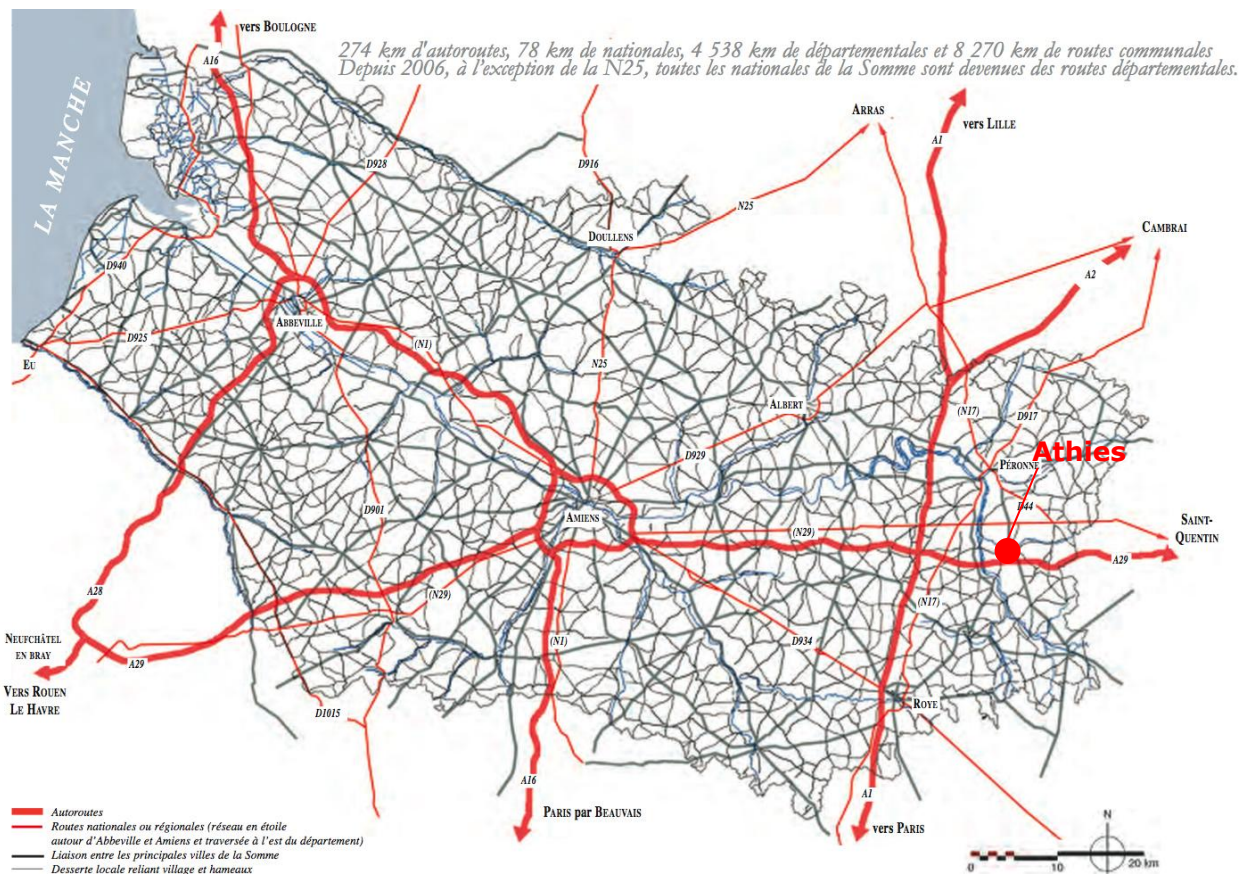 vers BOULOGNE
A16
274 km d'autoroutes, 78 km de nationales, 4 538 km de départementales et 8 270 km de routes communales
Depuis 2006, à l'exception de la N25, toutes les nationales de la Somme sont devenues des routes départementales.
LA MANCHE
ARRAS
A1
vers LILLE
D928
D916
N25
CAMBRAI
DOULLENS
D940
A2
ABBEVILLE
D925
(N1)
EU
N25
ALBERT
(N17)
D917
D929
Athies
PÉRONNE
D901
D44
AMIENS
(N29)
SAINT-
QUENTIN
A29
A28
(N29)
(N17)
NEUFCHÂTEL
EN BRAY
(N1)
D934
A29
VERS ROUEN
LE HAVRE
ROYE
D1015
A16
A1
PARIS par BEAUVAIS
vers PARIS
N
Autoroutes
Routes nationales ou régionales (réseau en étoile
autour d'Abbeville et Amiens et traversée à l'est du département)
Liaison entre les principales villes de la Somme
Desserte locale reliant village et hameaux
0 10 20 km